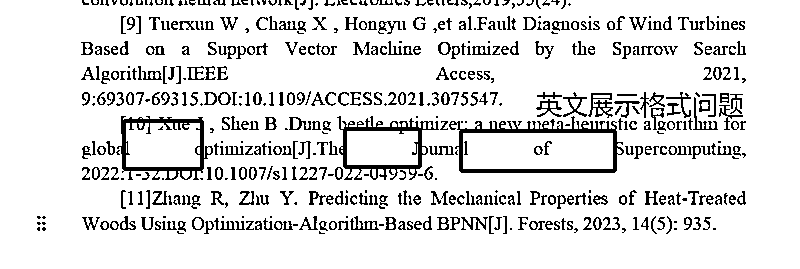 convolution neural network[J]. Electronics Letters,2019,55(24).
[9] Tuerxun W , Chang X , Hongyu G ,et al.Fault Diagnosis of Wind Turbines
Based on a Support Vector Machine Optimized by the Sparrow Search
Algorithm[J].IEEE Access, 2021,
9:69307-69315.DOI:10.1109/ACCESS.2021.3075547.
英文展示格式问题
[10] Xue J , Shen B .Dung beetle optimizer: a new meta-heuristic algorithm for
global optimization[J].The Journal of Supercomputing,
2022:1-32.DOI:10.1007/s11227-022-04959-6.
[11]Zhang R, Zhu Y. Predicting the Mechanical Properties of Heat-Treated
Woods Using Optimization-Algorithm-Based BPNN[J]. Forests, 2023, 14(5): 935.